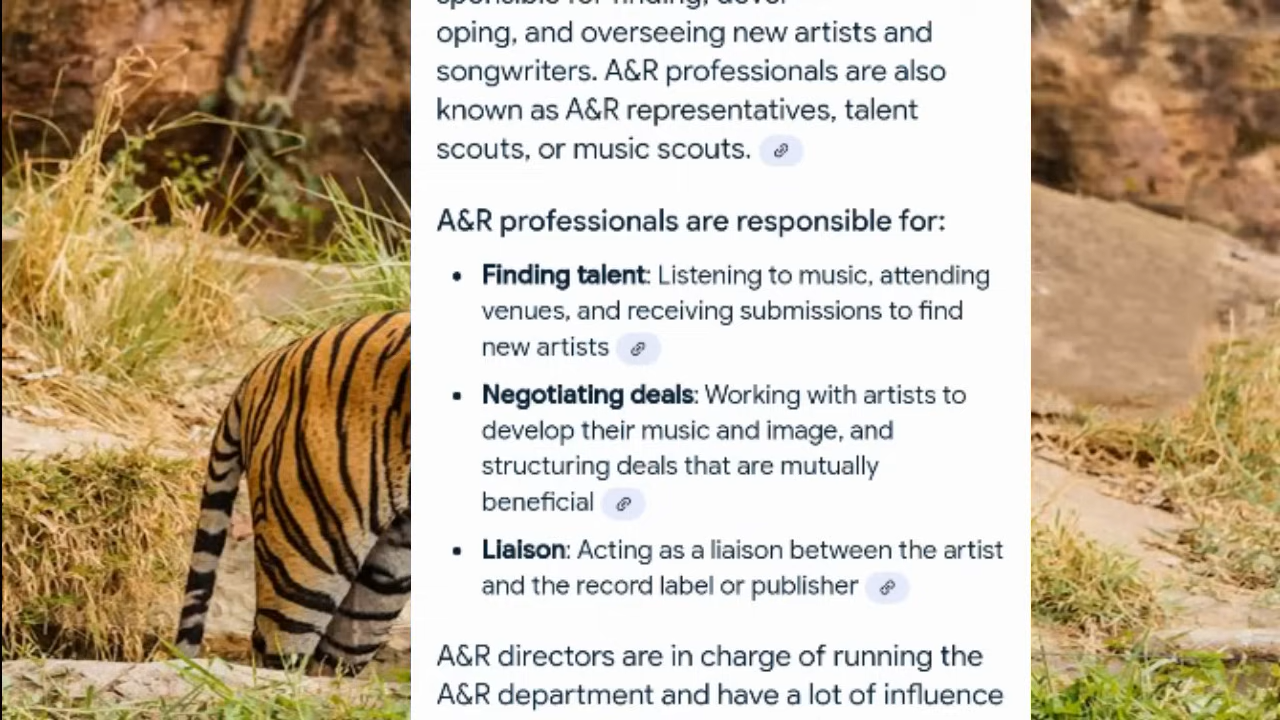 oping, and overseeing new artists and
songwriters. A&R professionals are also
known as A&R representatives, talent
scouts, or music scouts.
A&R professionals are responsible for:
• Finding talent: Listening to music, attending
venues, and receiving submissions to find
new artists
• Negotiating deals: Working with artists to
develop their music and image, and
structuring deals that are mutually
beneficial
• Liaison: Acting as a liaison between the artist
and the record label or publisher
A&R directors are in charge of running the
A&R department and have a lot of influence